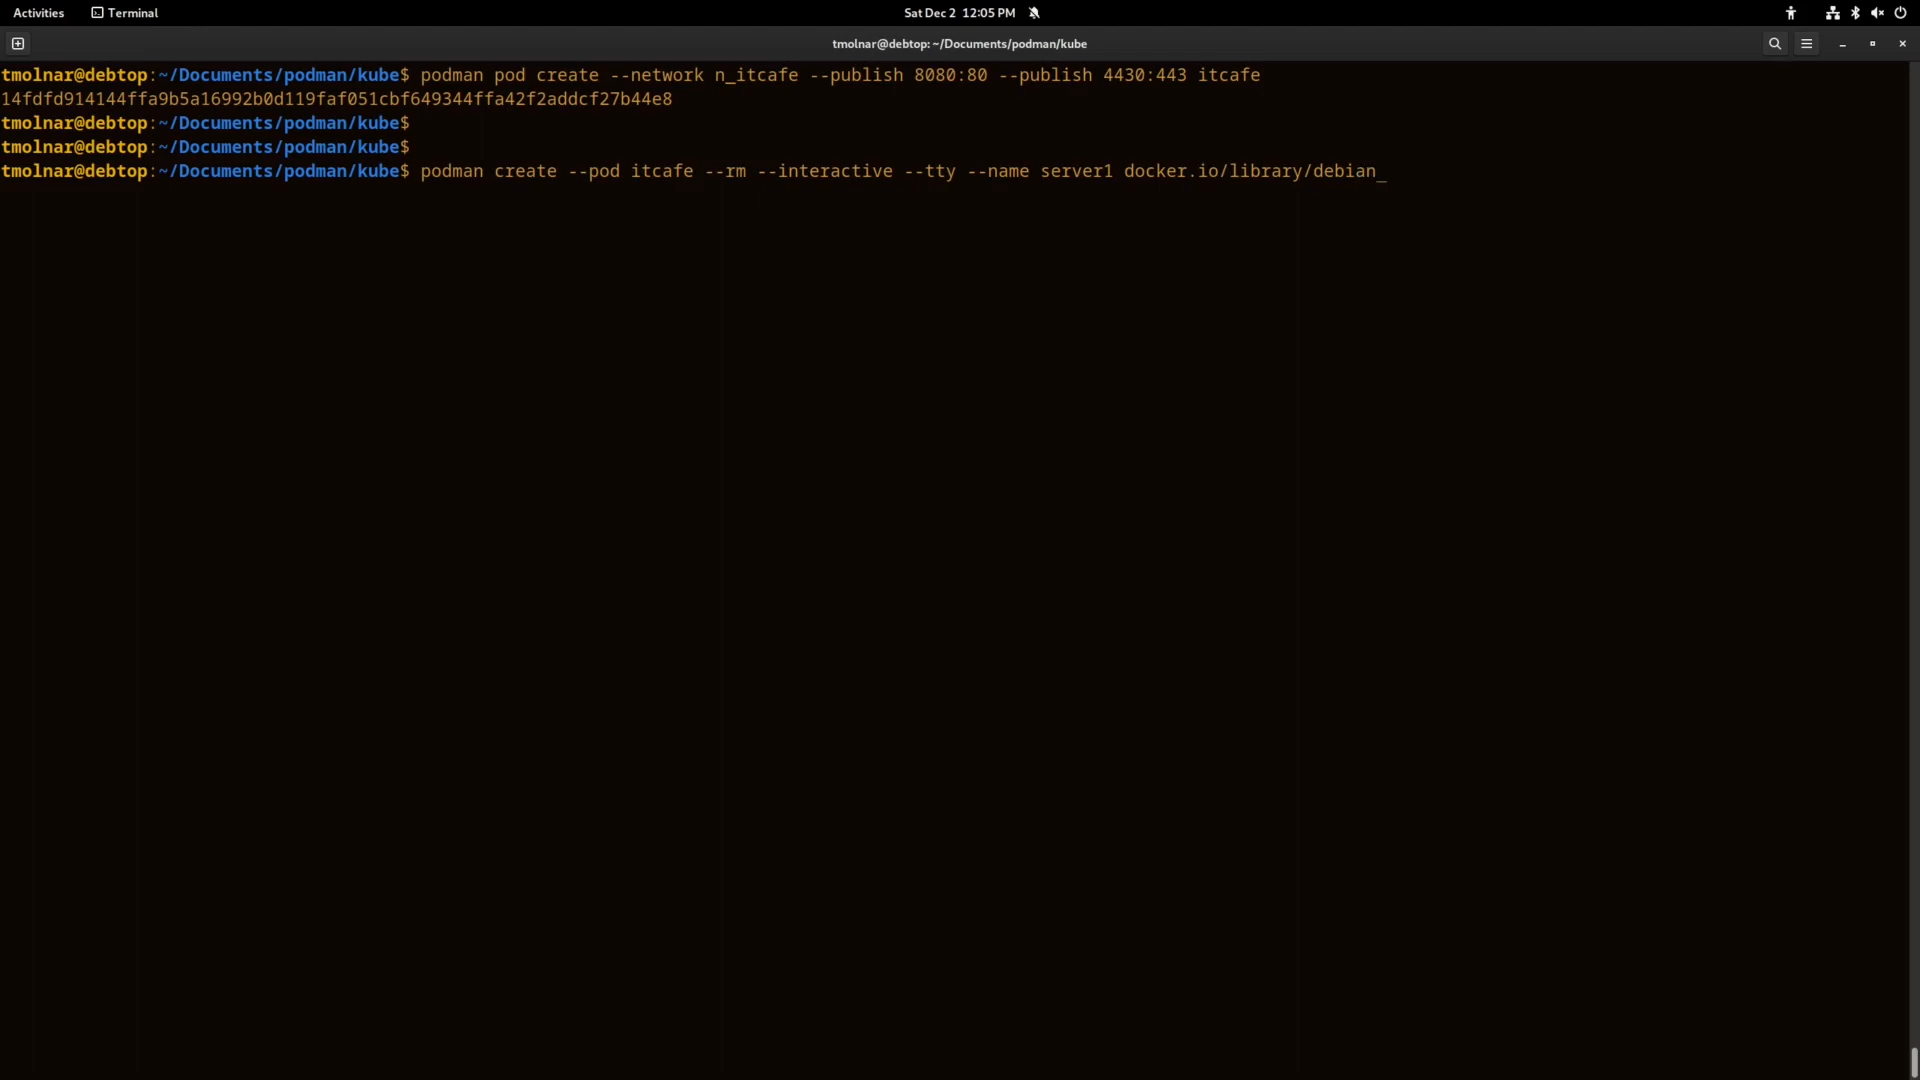 Activities Terminal Sat Dec 2 12:05 PM
tmolnar@debtop: ~/Documents/podman/kube
tmolnar@debtop:~/Documents/podman/kube$ podman pod create --network n_itcafe --publish 8080:80 --publish 4430:443 itcafe
14fdfd914144ffa9b5a16992b0d119faf051cbf649344ffa42f2addcf27b44e8
tmolnar@debtop:~/Documents/podman/kube$
tmolnar@debtop:~/Documents/podman/kube$
tmolnar@debtop:~/Documents/podman/kube$ podman create --pod itcafe --rm --interactive --tty --name server1 docker.io/library/debian_